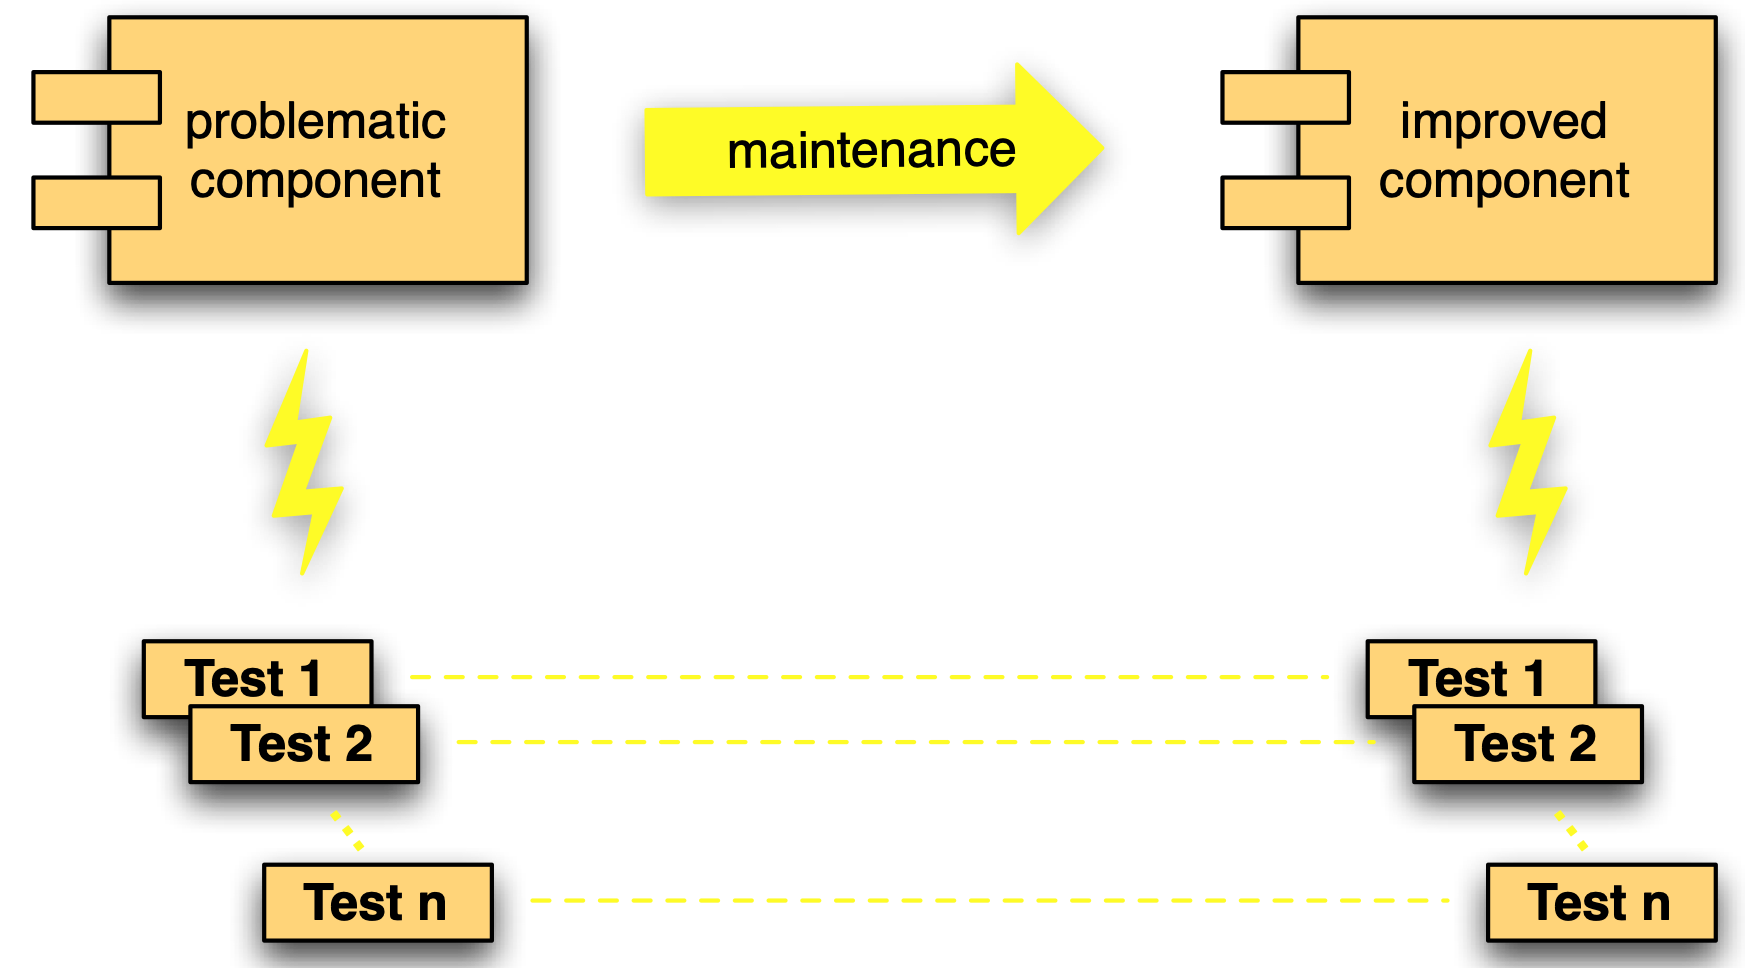 problematic
component
maintenance
improved
component
Test 1
Test 2
Test n
Test 1
Test 2
Test n